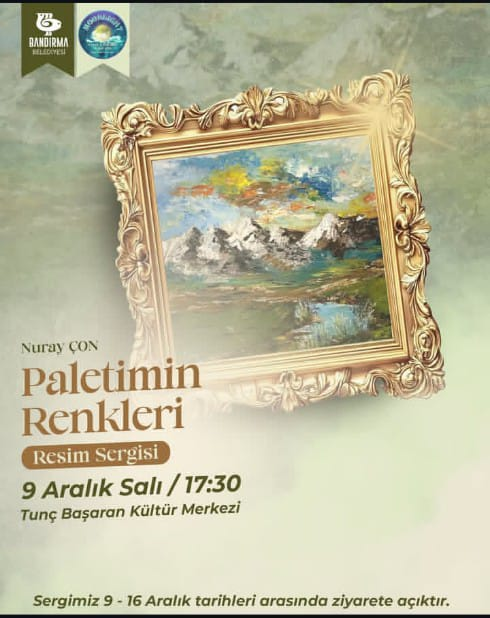 BANDIRMA
BELEDİYESİ
MOONLIGHT
Nuray ÇON
Paletimin
Renkleri
Resim Sergisi
9 Aralık Salı / 17:30
Tunç Başaran Kültür Merkezi
Sergimiz 9 - 16 Aralık tarihleri arasında ziyarete açıktır.